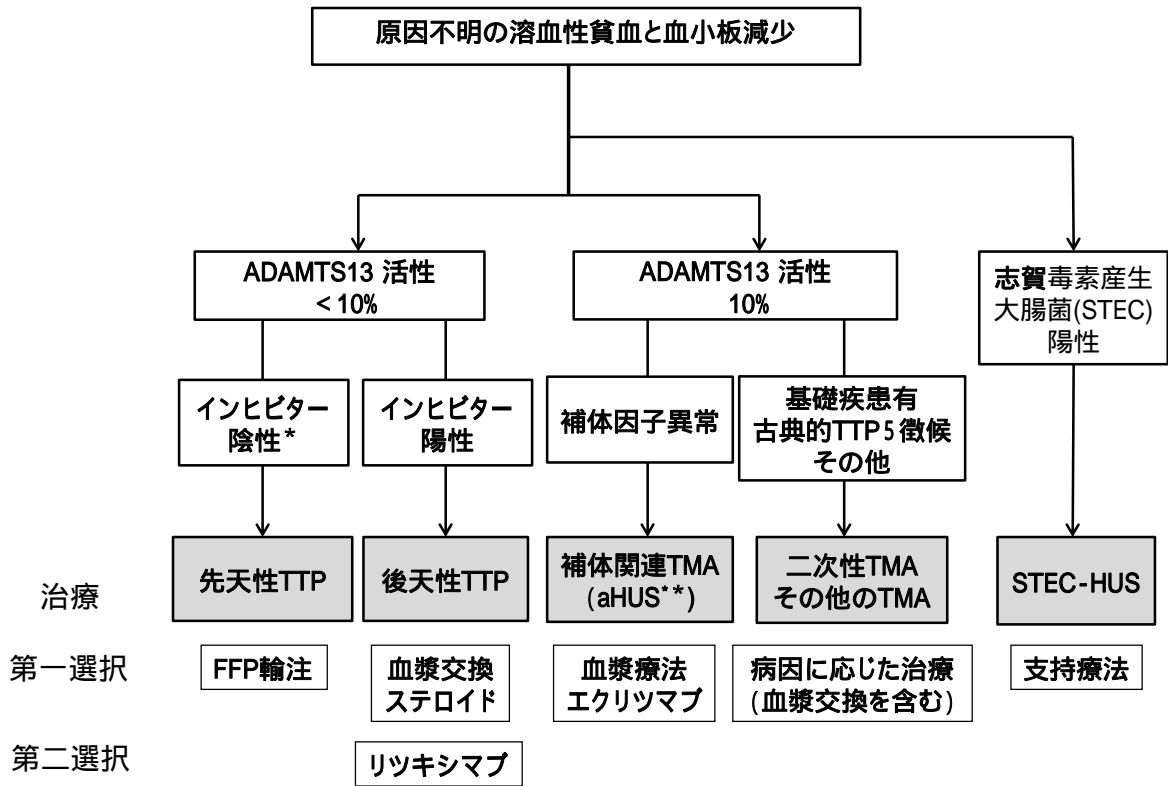 原因不明の溶血性貧血と血小板減少
ADAMTS13 活性
<10%
ADAMTS13 活性
10%
志賀毒素産生
大腸菌(STEC)
陽性
インヒビター
陰性*
インヒビター
陽性
補体因子異常
基礎疾患有
古典的TTP5徴候
その他
先天性TTP
後天性TTP
補体関連TMA
(aHUS**)
二次性TMA
その他のTMA
STEC-HUS
治療
第一選択
FFP輸注
血漿交換
ステロイド
血漿療法
エクリツマブ
病因に応じた治療
(血漿交換を含む)
支持療法
第二選択
リツキシマブ